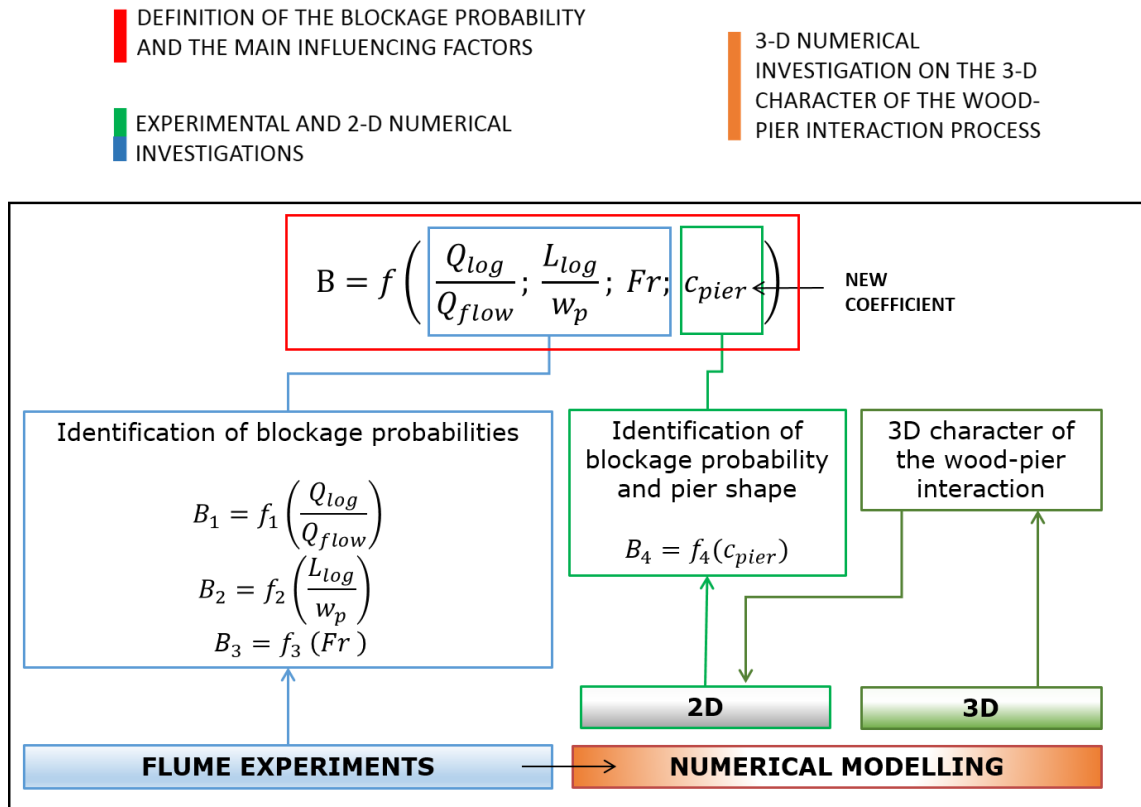 DEFINITION OF THE BLOCKAGE PROBABILITY
AND THE MAIN INFLUENCING FACTORS
EXPERIMENTAL AND 2-D NUMERICAL
INVESTIGATIONS
3-D NUMERICAL
INVESTIGATION ON THE 3-D
CHARACTER OF THE WOOD-
PIER INTERACTION PROCESS
B = f ( Q_log / Q_flow ; L_log / w_p ; Fr; c_pier )
NEW
COEFFICIENT
Identification of blockage probabilities
B_1 = f_1 ( Q_log / Q_flow )
B_2 = f_2 ( L_log / w_p )
B_3 = f_3 (Fr )
Identification of
blockage probability
and pier shape
B_4 = f_4(c_pier)
3D character of
the wood-pier
interaction
2D
3D
FLUME EXPERIMENTS
NUMERICAL MODELLING